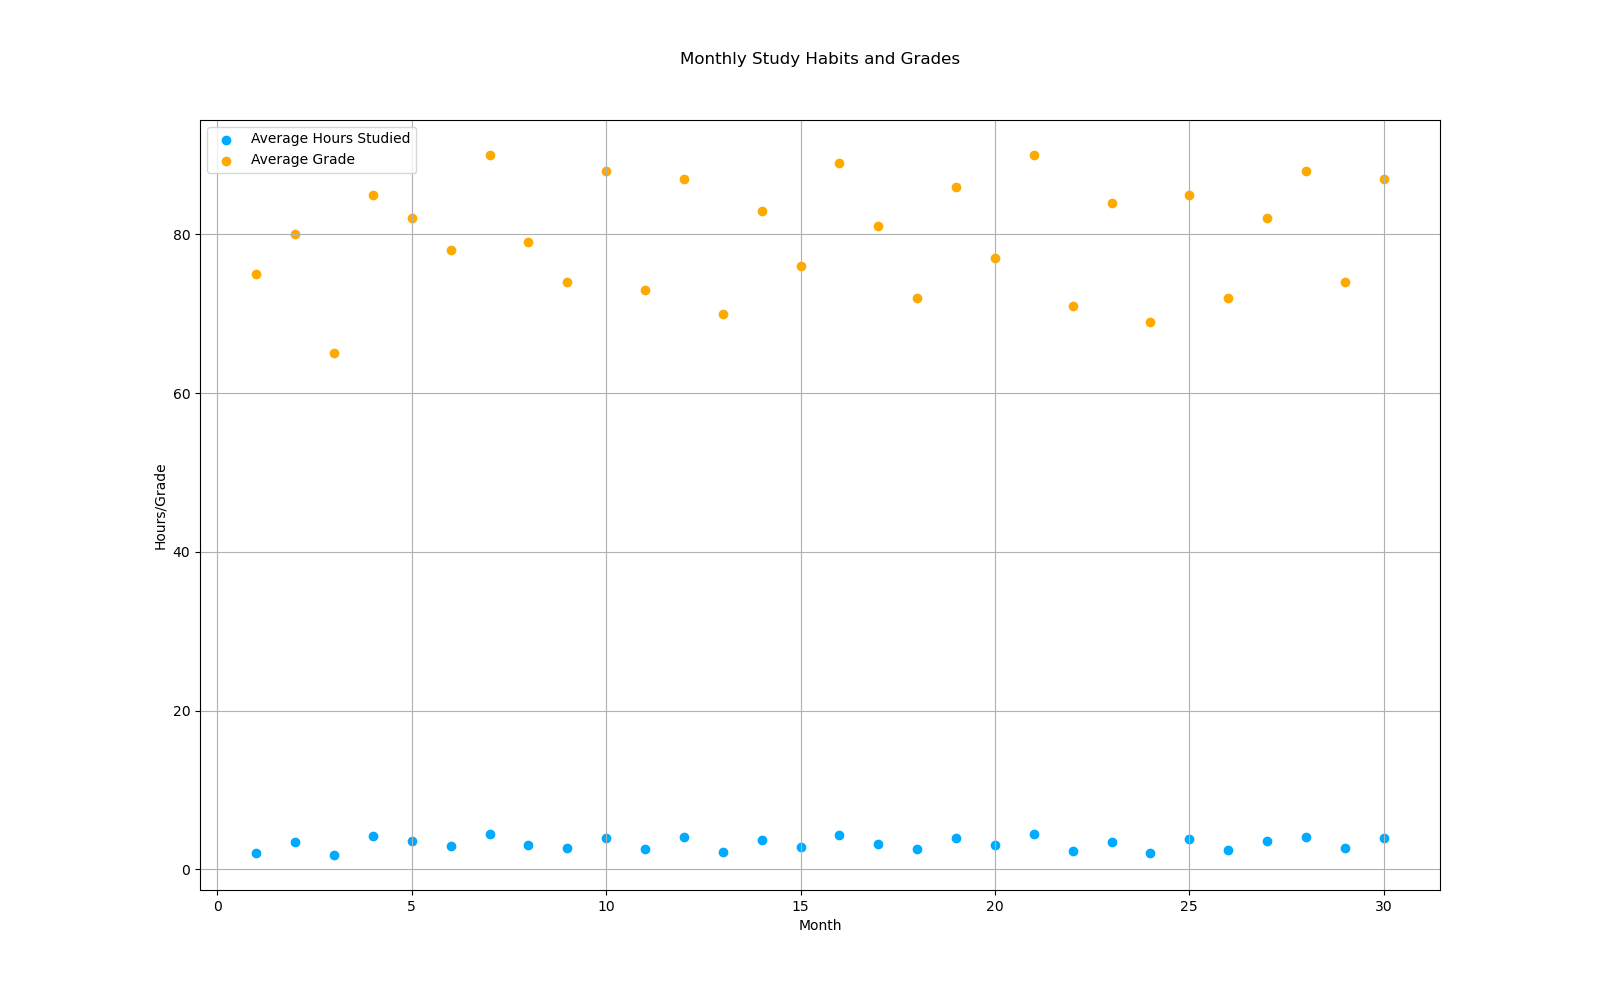 Monthly Study Habits and Grades
Average Hours Studied
Average Grade
80
60
40
20
0
Hours/Grade
0 5 10 15 20 25 30
Month